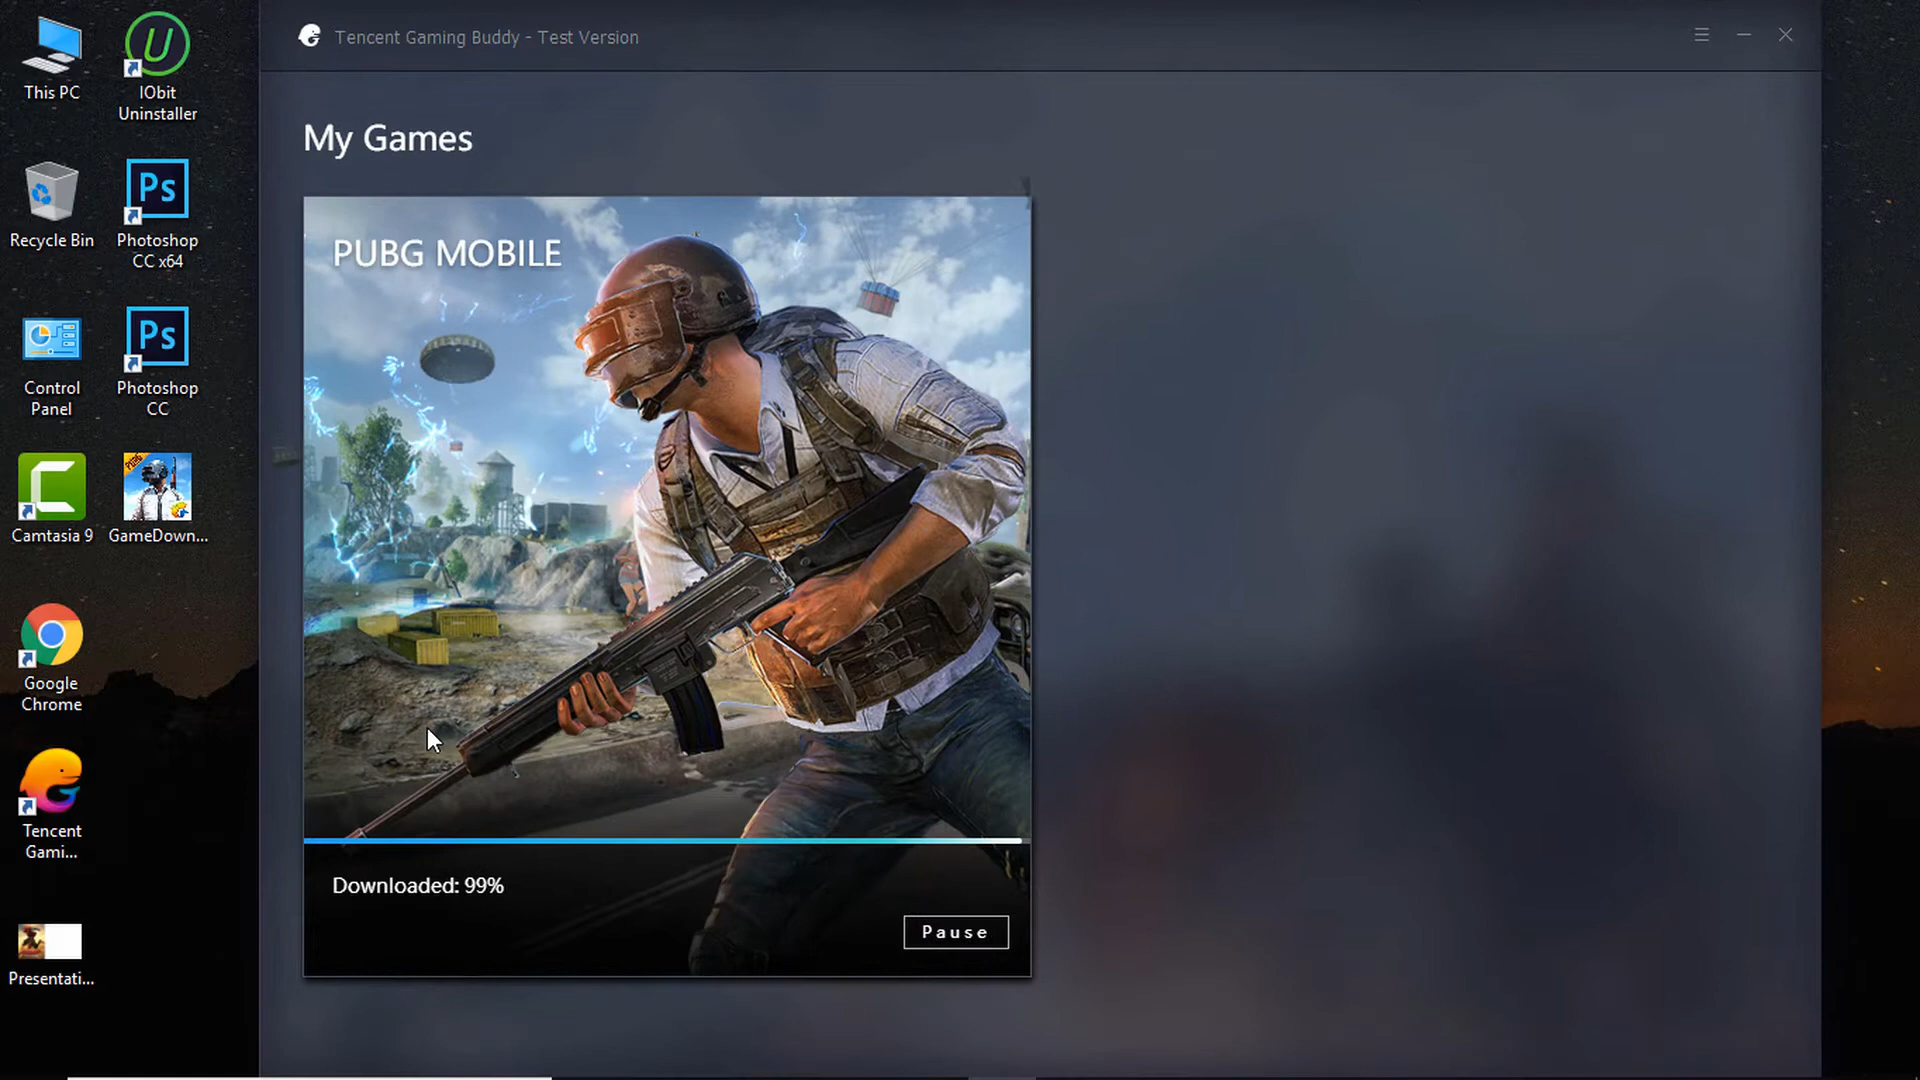 This PC
IObit
Uninstaller
Recycle Bin
Photoshop
CC x64
Control
Panel
Photoshop
CC
Camtasia 9
GameDown...
Google
Chrome
Tencent
Gami...
Presentati...
Tencent Gaming Buddy - Test Version
My Games
PUBG MOBILE
Downloaded: 99%
Pause